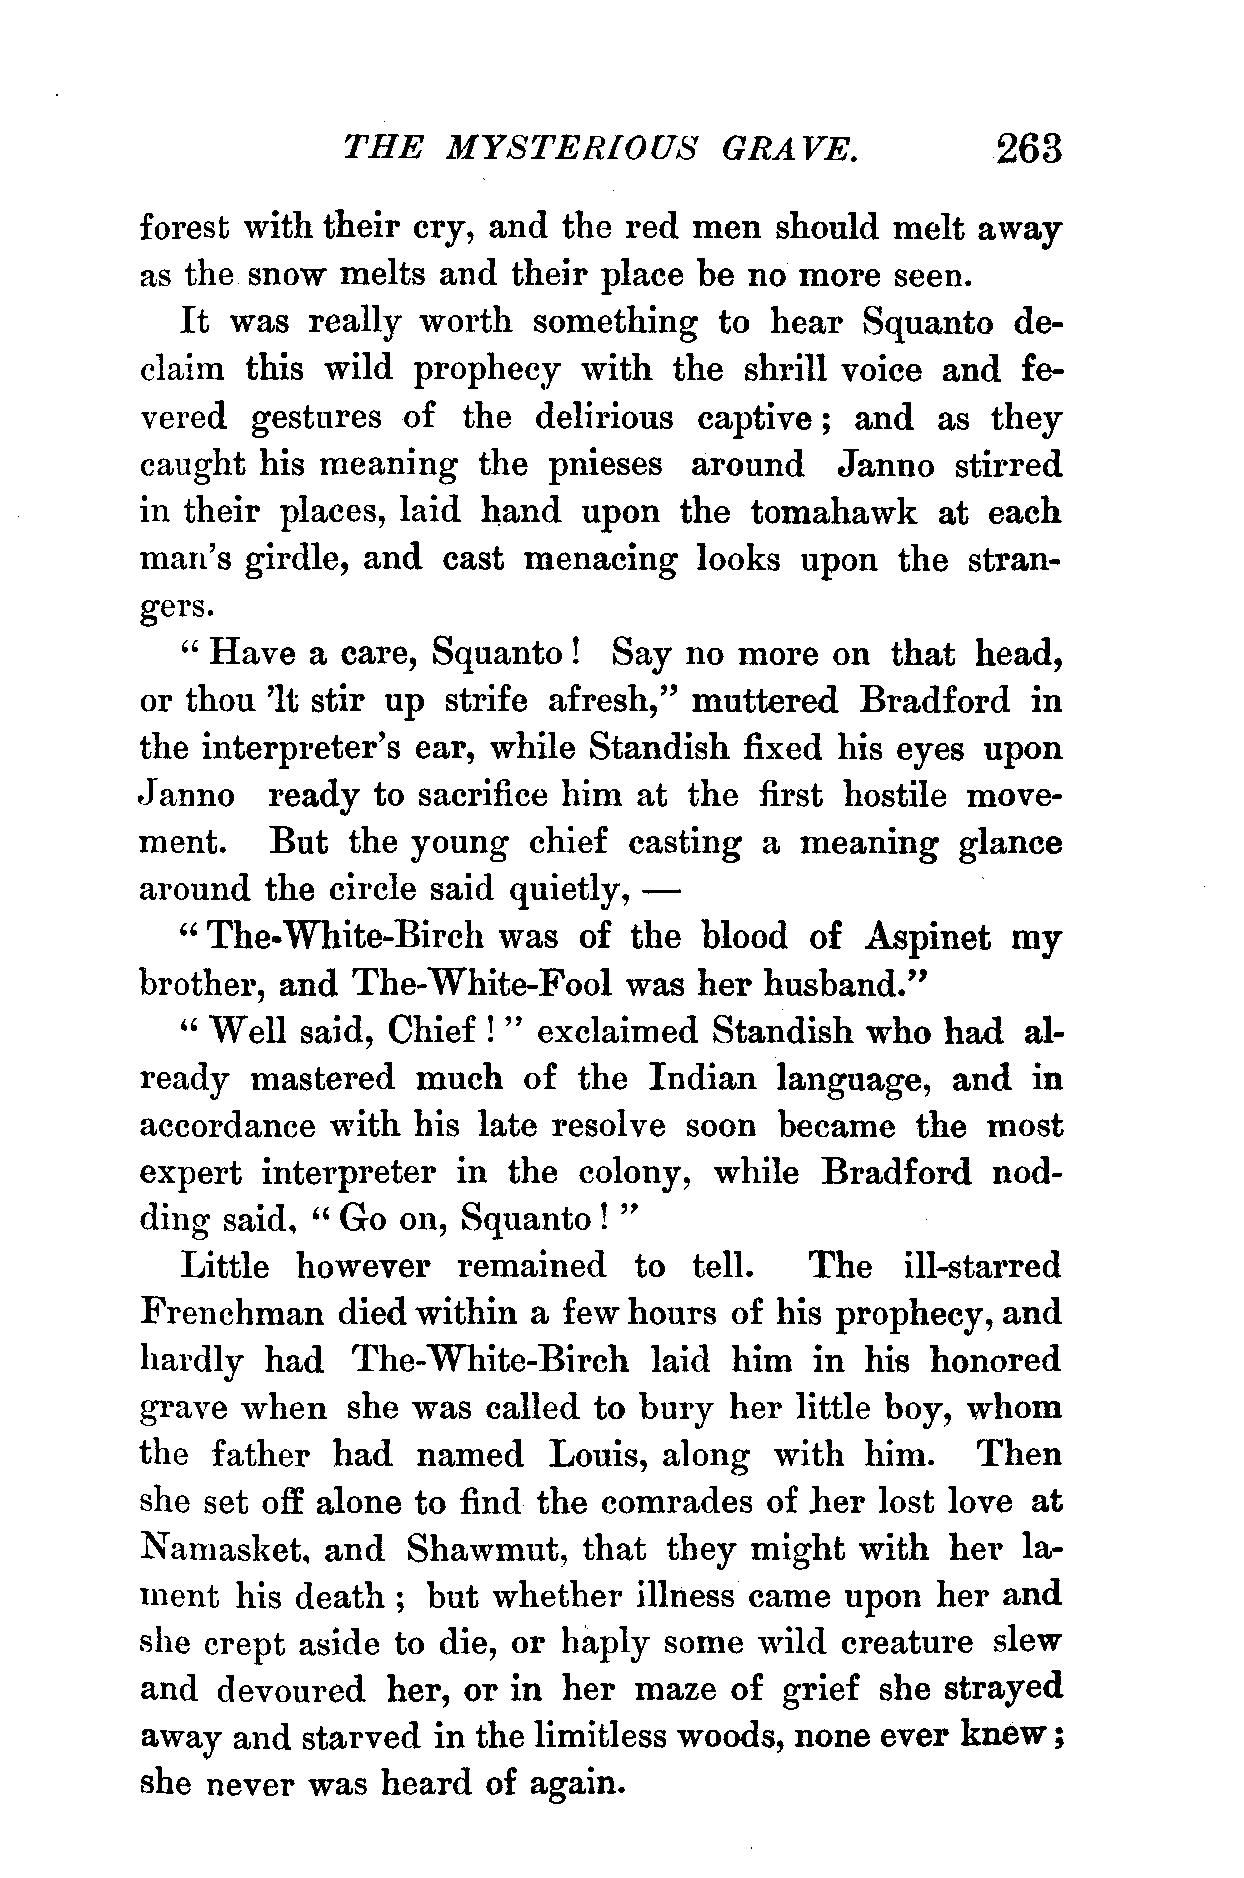 THE MYSTERIOUS GRAVE. 263
forest with their cry, and the red men should melt away
as the snow melts and their place be no more seen.
It was really worth something to hear Squanto de-
claim this wild prophecy with the shrill voice and fe-
vered gestures of the delirious captive ; and as they
caught his meaning the pnieses around Janno stirred
in their places, laid hand upon the tomahawk at each
man's girdle, and cast menacing looks upon the stran-
gers.
" Have a care, Squanto ! Say no more on that head,
or thou 'lt stir up strife afresh," muttered Bradford in
the interpreter's ear, while Standish fixed his eyes upon
Janno ready to sacrifice him at the first hostile move-
ment. But the young chief casting a meaning glance
around the circle said quietly, —
" The-White-Birch was of the blood of Aspinet my
brother, and The-White-Fool was her husband."
" Well said, Chief ! " exclaimed Standish who had al-
ready mastered much of the Indian language, and in
accordance with his late resolve soon became the most
expert interpreter in the colony, while Bradford nod-
ding said, " Go on, Squanto ! "
Little however remained to tell. The ill-starred
Frenchman died within a few hours of his prophecy, and
hardly had The-White-Birch laid him in his honored
grave when she was called to bury her little boy, whom
the father had named Louis, along with him. Then
she set off alone to find the comrades of her lost love at
Namasket, and Shawmut, that they might with her la-
ment his death ; but whether illness came upon her and
she crept aside to die, or haply some wild creature slew
and devoured her, or in her maze of grief she strayed
away and starved in the limitless woods, none ever knew ;
she never was heard of again.